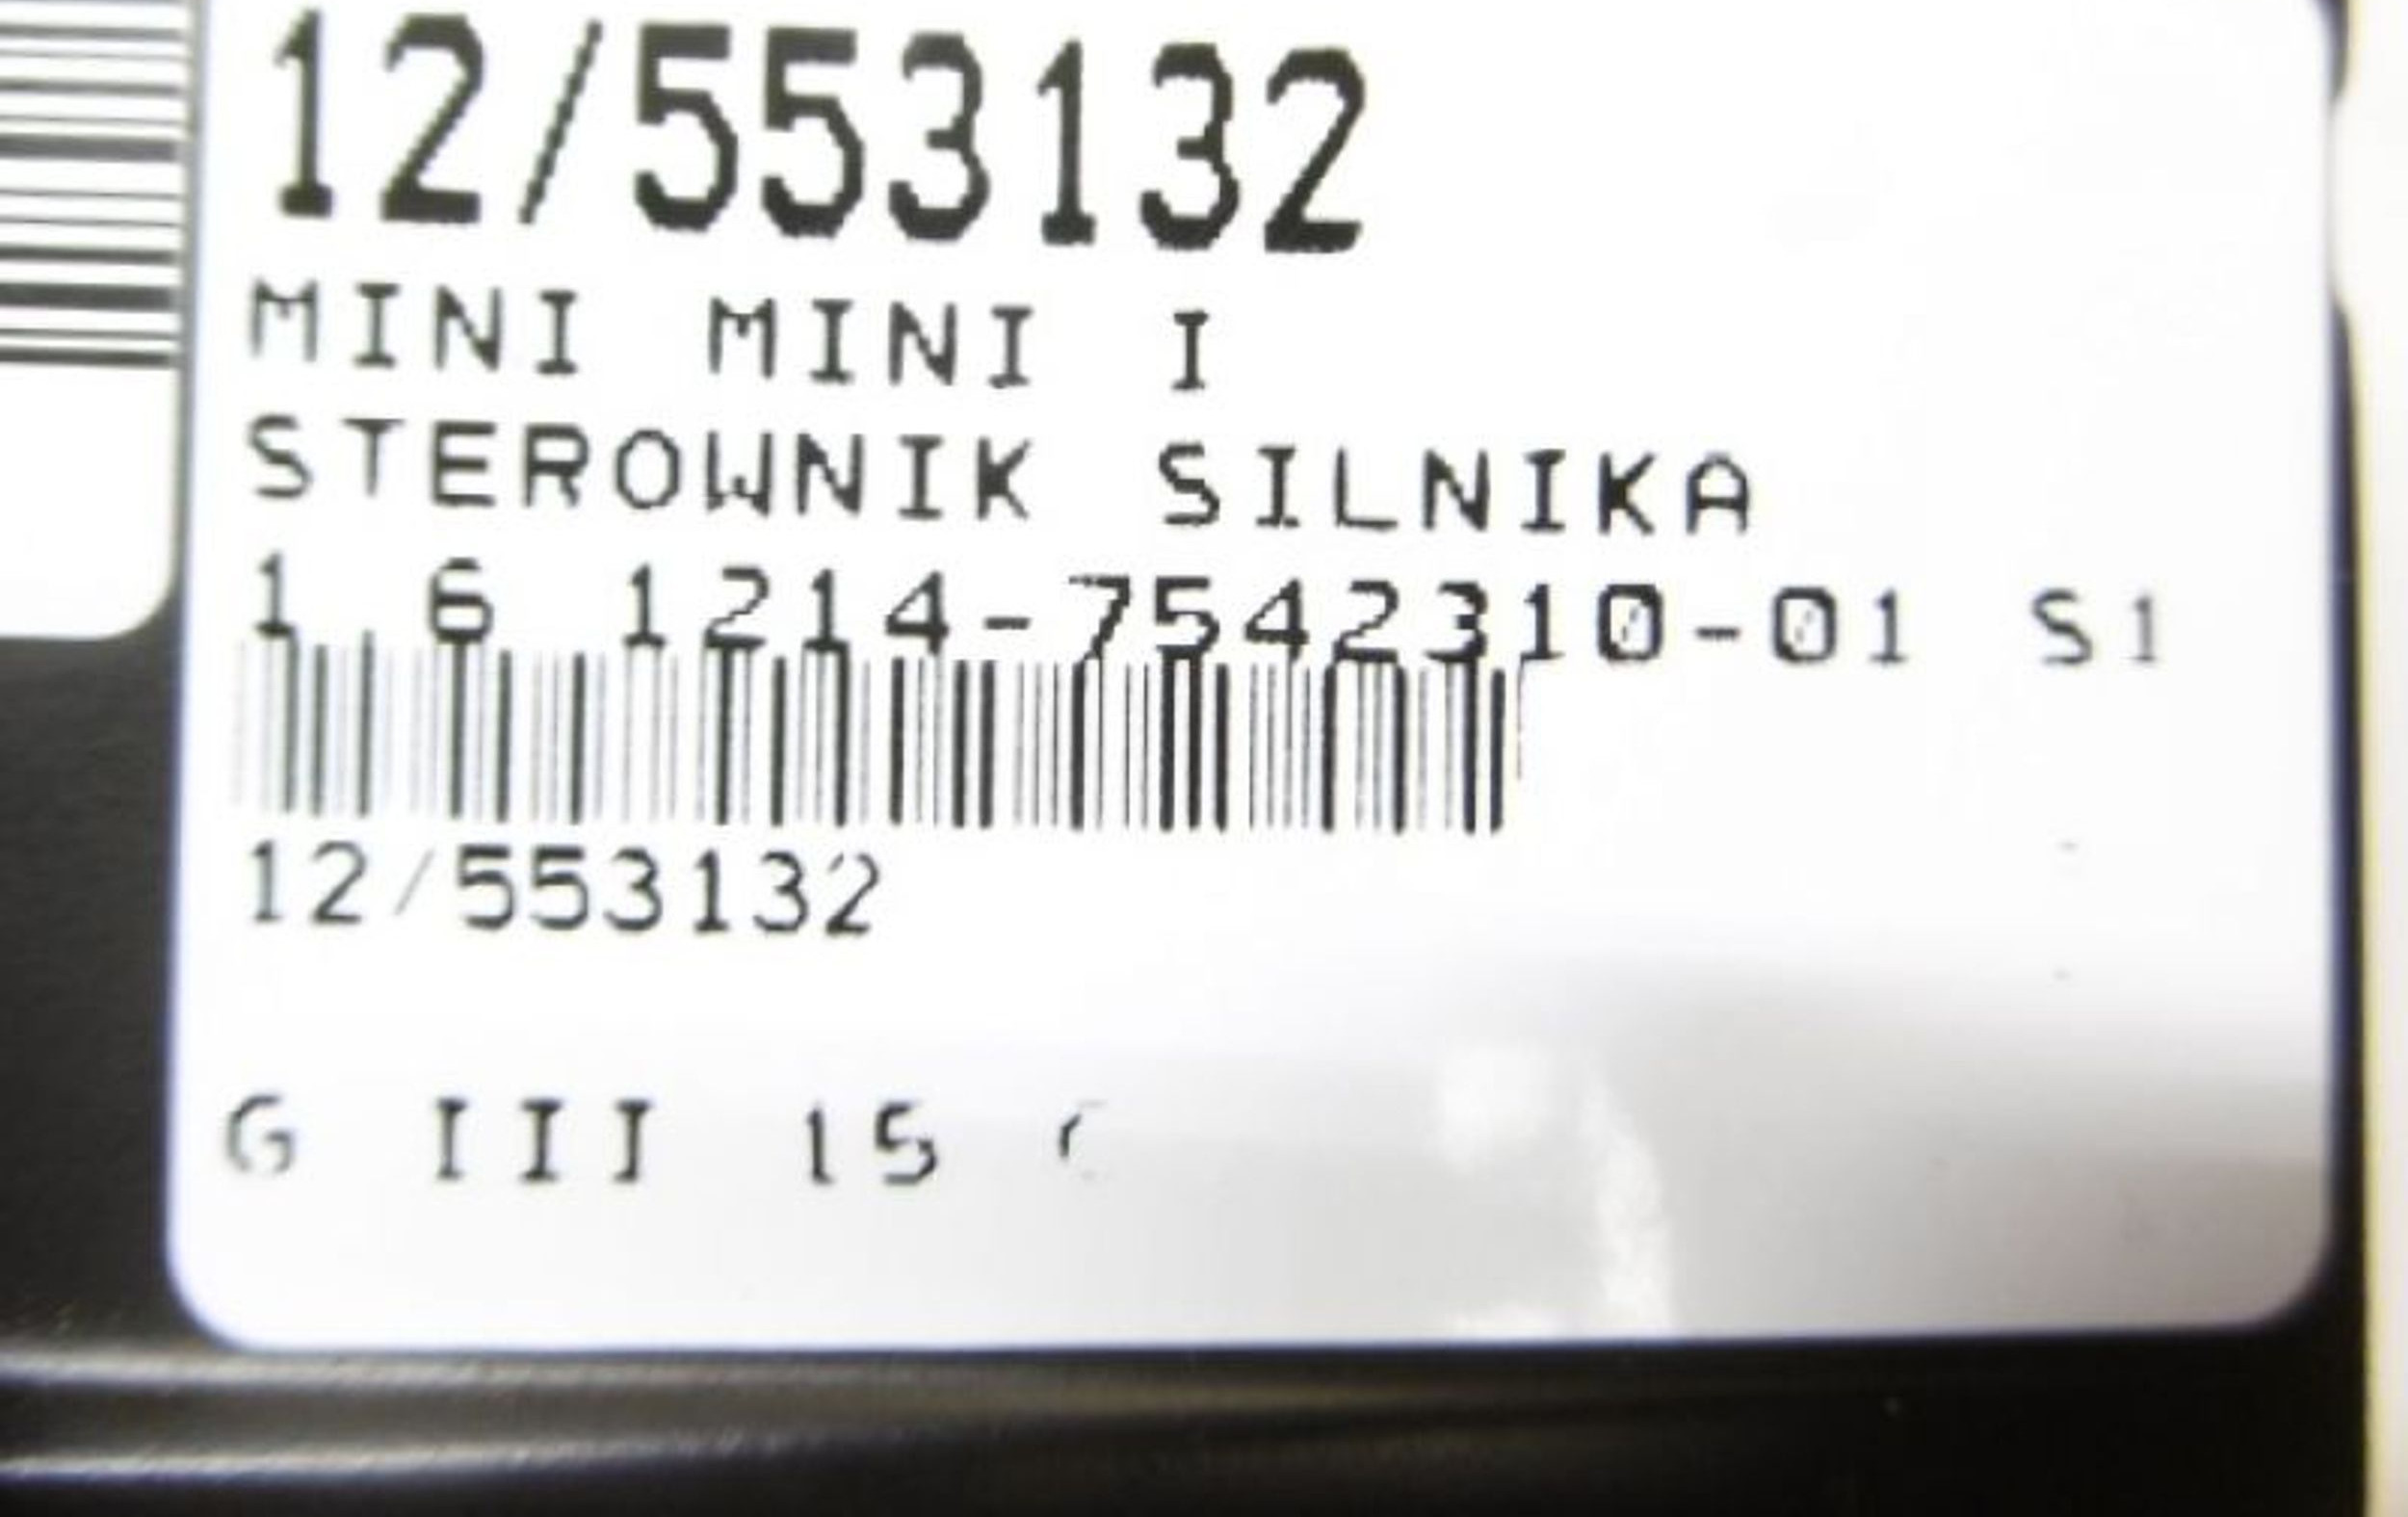 12/553132
MINI MINI I
STEROWNIK SILNIKA
1 6 1214-7542310-01 S1
12/553132
G III 15